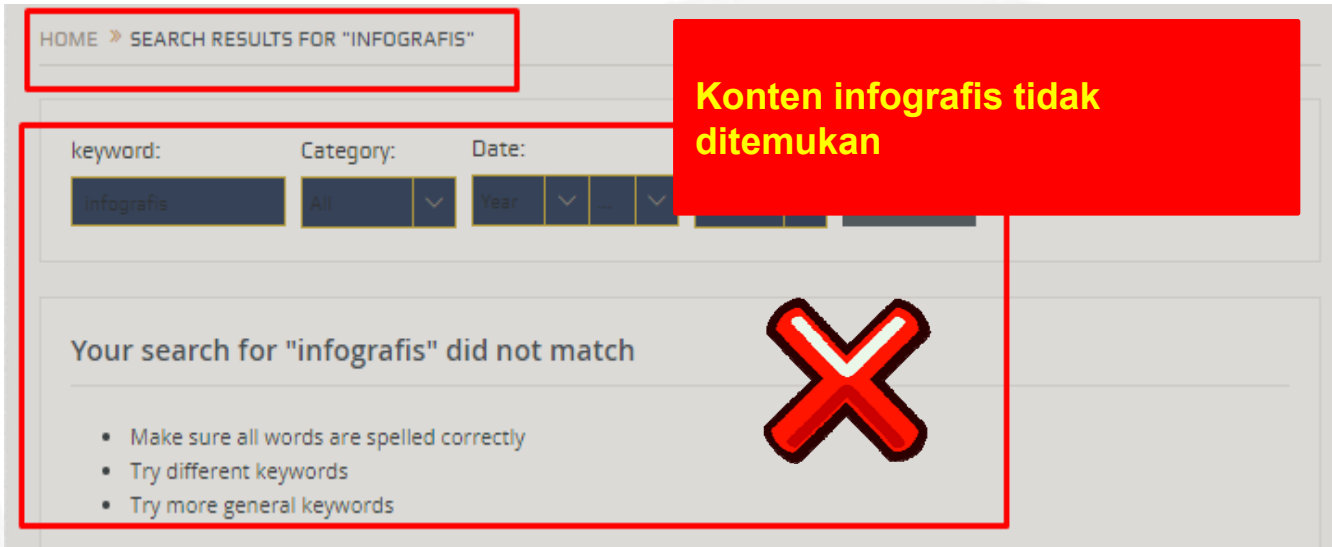 HOME » SEARCH RESULTS FOR "INFOGRAFIS"
Konten infografis tidak
ditemukan
keyword: Category: Date:
infografis All Year ...
Your search for "infografis" did not match
• Make sure all words are spelled correctly
• Try different keywords
• Try more general keywords